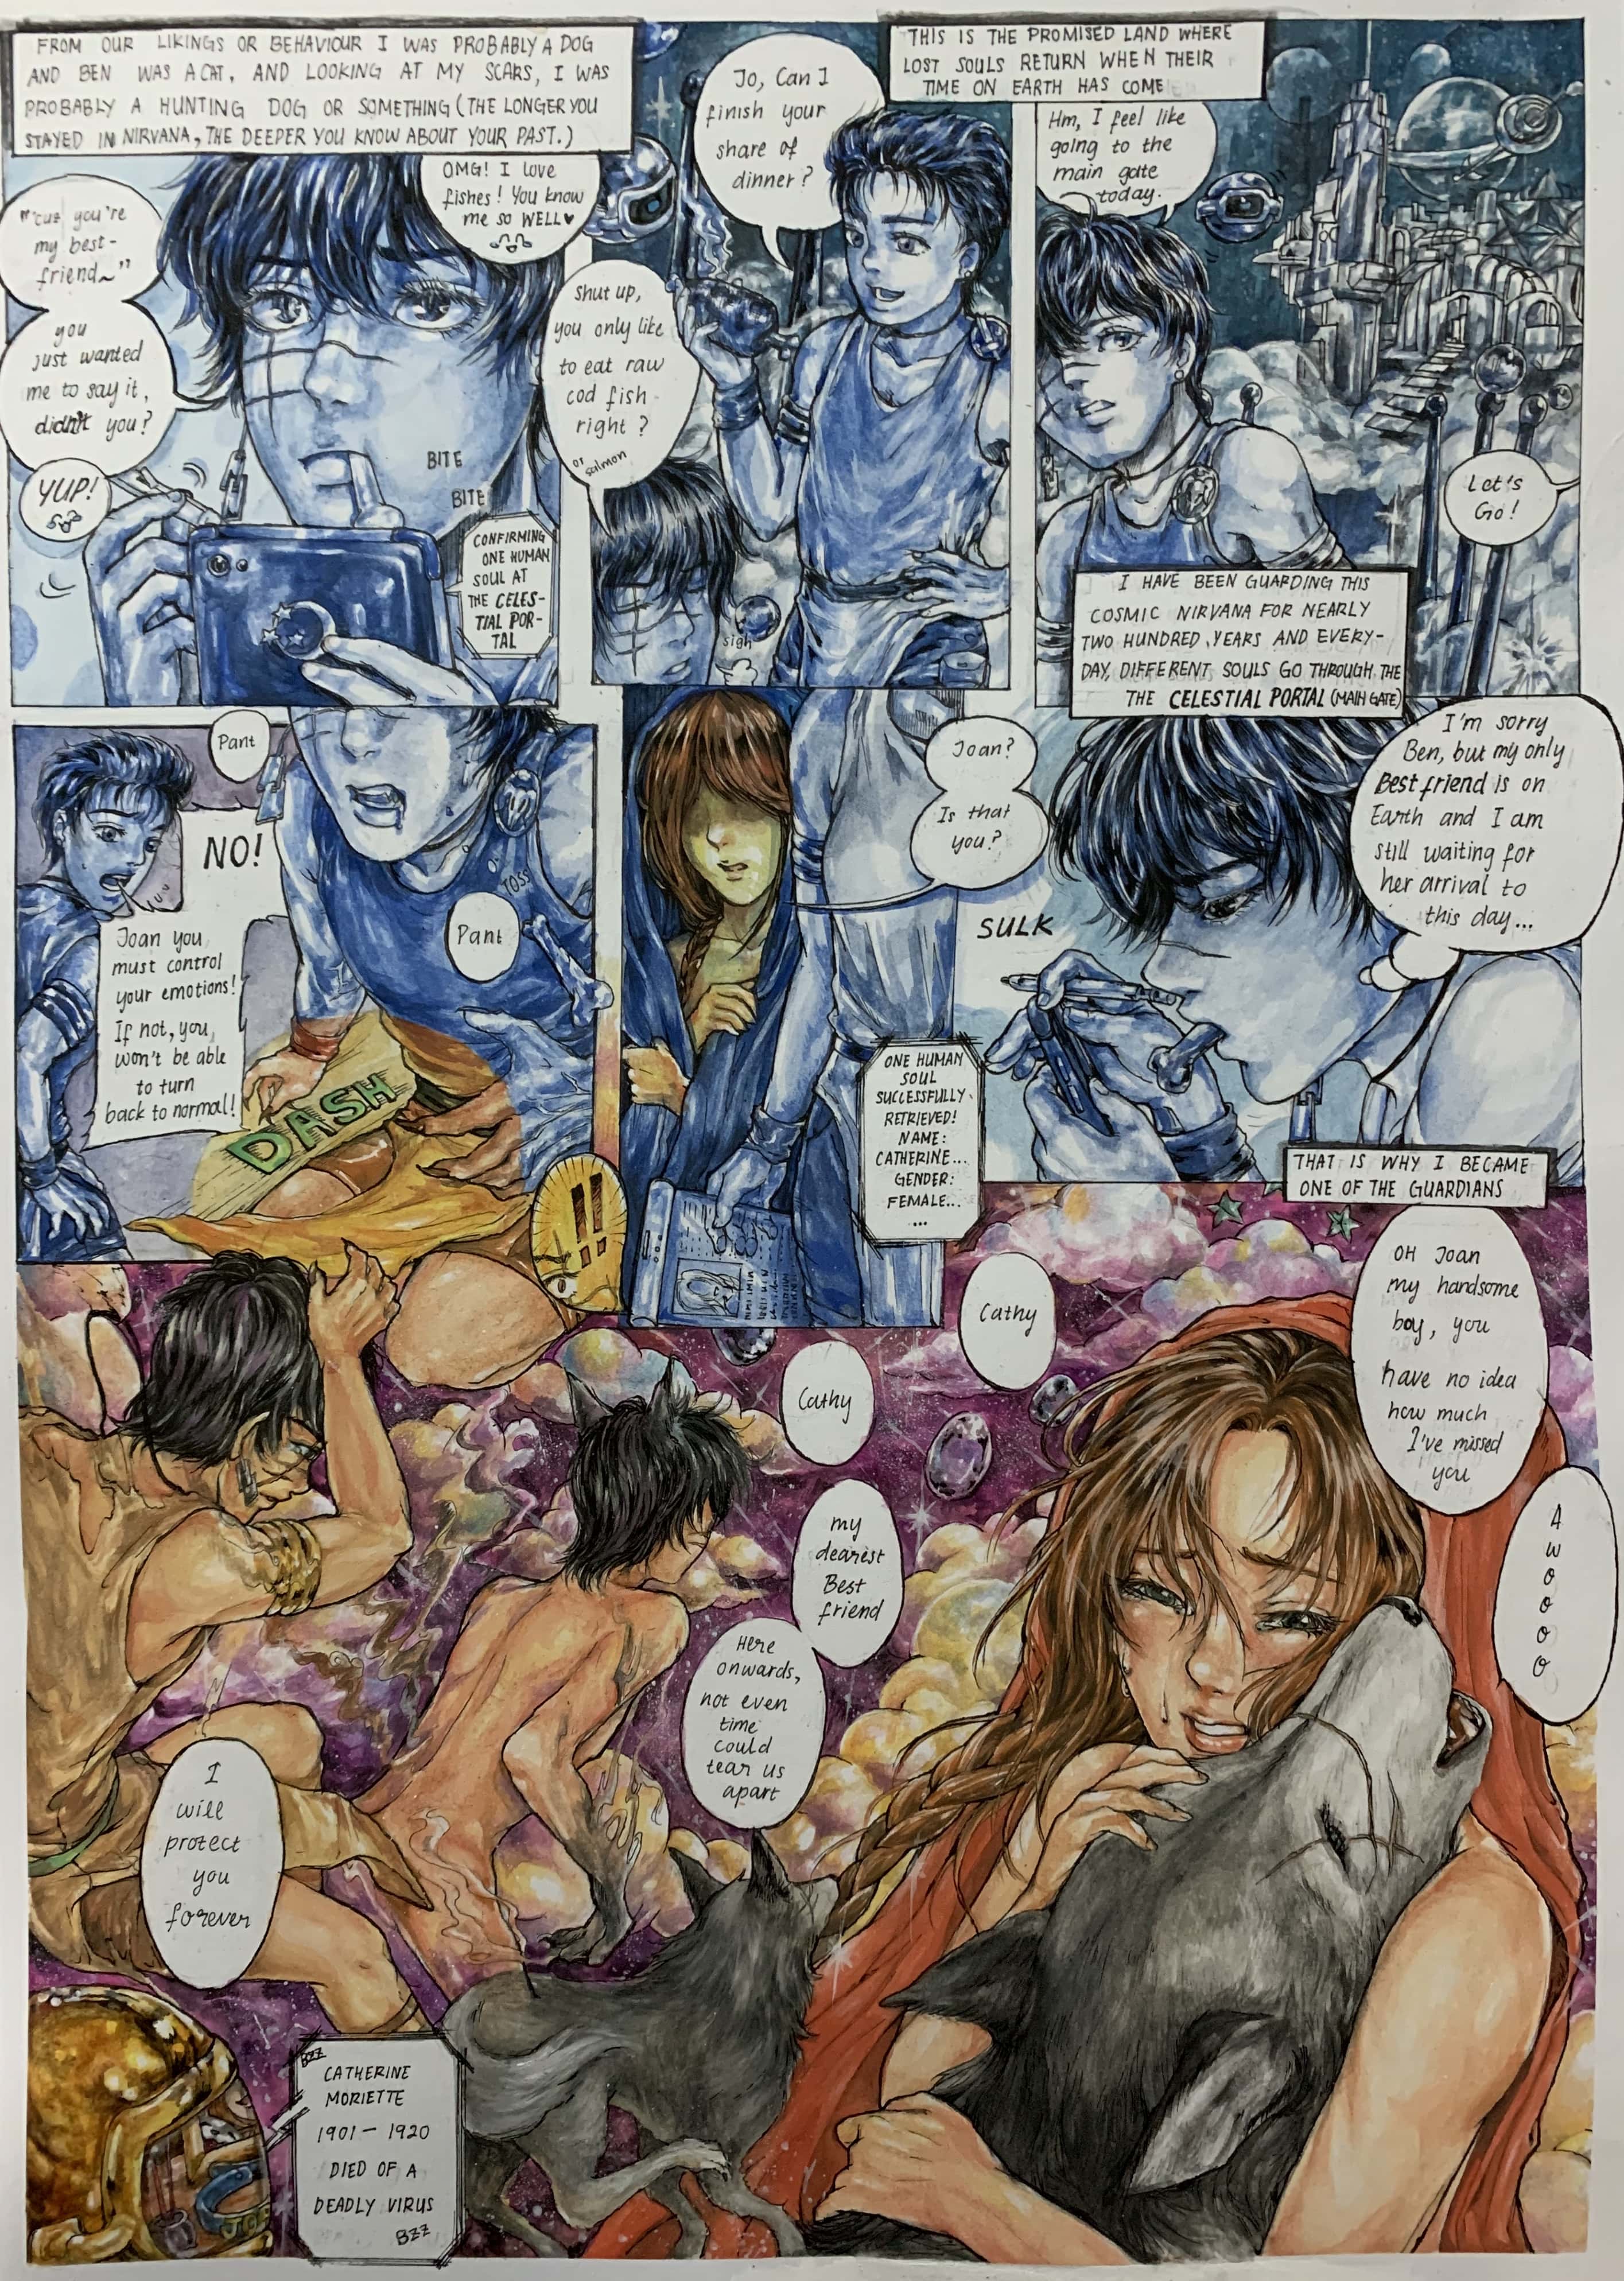 THIS IS THE PROMISED LAND WHERE
LOST SOULS RETURN WHEN THEIR
TIME ON EARTH HAS COME
Hm, I feel like
going to the
main gate
today.
Let's
Go!
I HAVE BEEN GUARDING THIS
COSMIC NIRVANA FOR NEARLY
TWO HUNDRED YEARS AND EVERY-
DAY, DIFFERENT SOULS GO THROUGH THE
THE CELESTIAL PORTAL (MAIN GATE)
Jo, Can I
finish your
share of
dinner?
Shut up,
you only like
to eat raw
cod fish
right?
or
salmon
sigh
FROM OUR LIKINGS OR BEHAVIOUR I WAS PROBABLY A DOG
AND BEN WAS A CAT, AND LOOKING AT MY SCARS, I WAS
PROBABLY A HUNTING DOG OR SOMETHING (THE LONGER YOU
STAYED IN NIRVANA, THE DEEPER YOU KNOW ABOUT YOUR PAST.)
OMG! I love
fishes! You know
me so WELL♥
"'cuz you're
my best-
friend~"
you
just wanted
me to say it,
didn't you?
YUP!
BITE
BITE
CONFIRMING
ONE HUMAN
SOUL AT
THE CELES-
TIAL POR-
TAL
I'm sorry
Ben, but my only
Best friend is on
Earth and I am
still waiting for
her arrival to
this day...
SULK
THAT IS WHY I BECAME
ONE OF THE GUARDIANS
Joan?
Is that
you?
ONE HUMAN
SOUL
SUCCESSFULLY
RETRIEVED!
NAME:
CATHERINE...
GENDER:
FEMALE...
...
Pant
NO!
TOSS
Pant
Joan you
must control
your emotions!
If not, you
won't be able
to turn
back to normal!
DASH
!!
OH Joan
my handsome
boy, you
have no idea
how much
I've missed
you
A
W
O
O
O
O
Cathy
Cathy
my
dearest
Best
friend
Here
onwards,
not even
time
could
tear us
apart
I
will
protect
you
forever
BZZ
CATHERINE
MORIETTE
1901 - 1920
DIED OF A
DEADLY VIRUS
BZZ